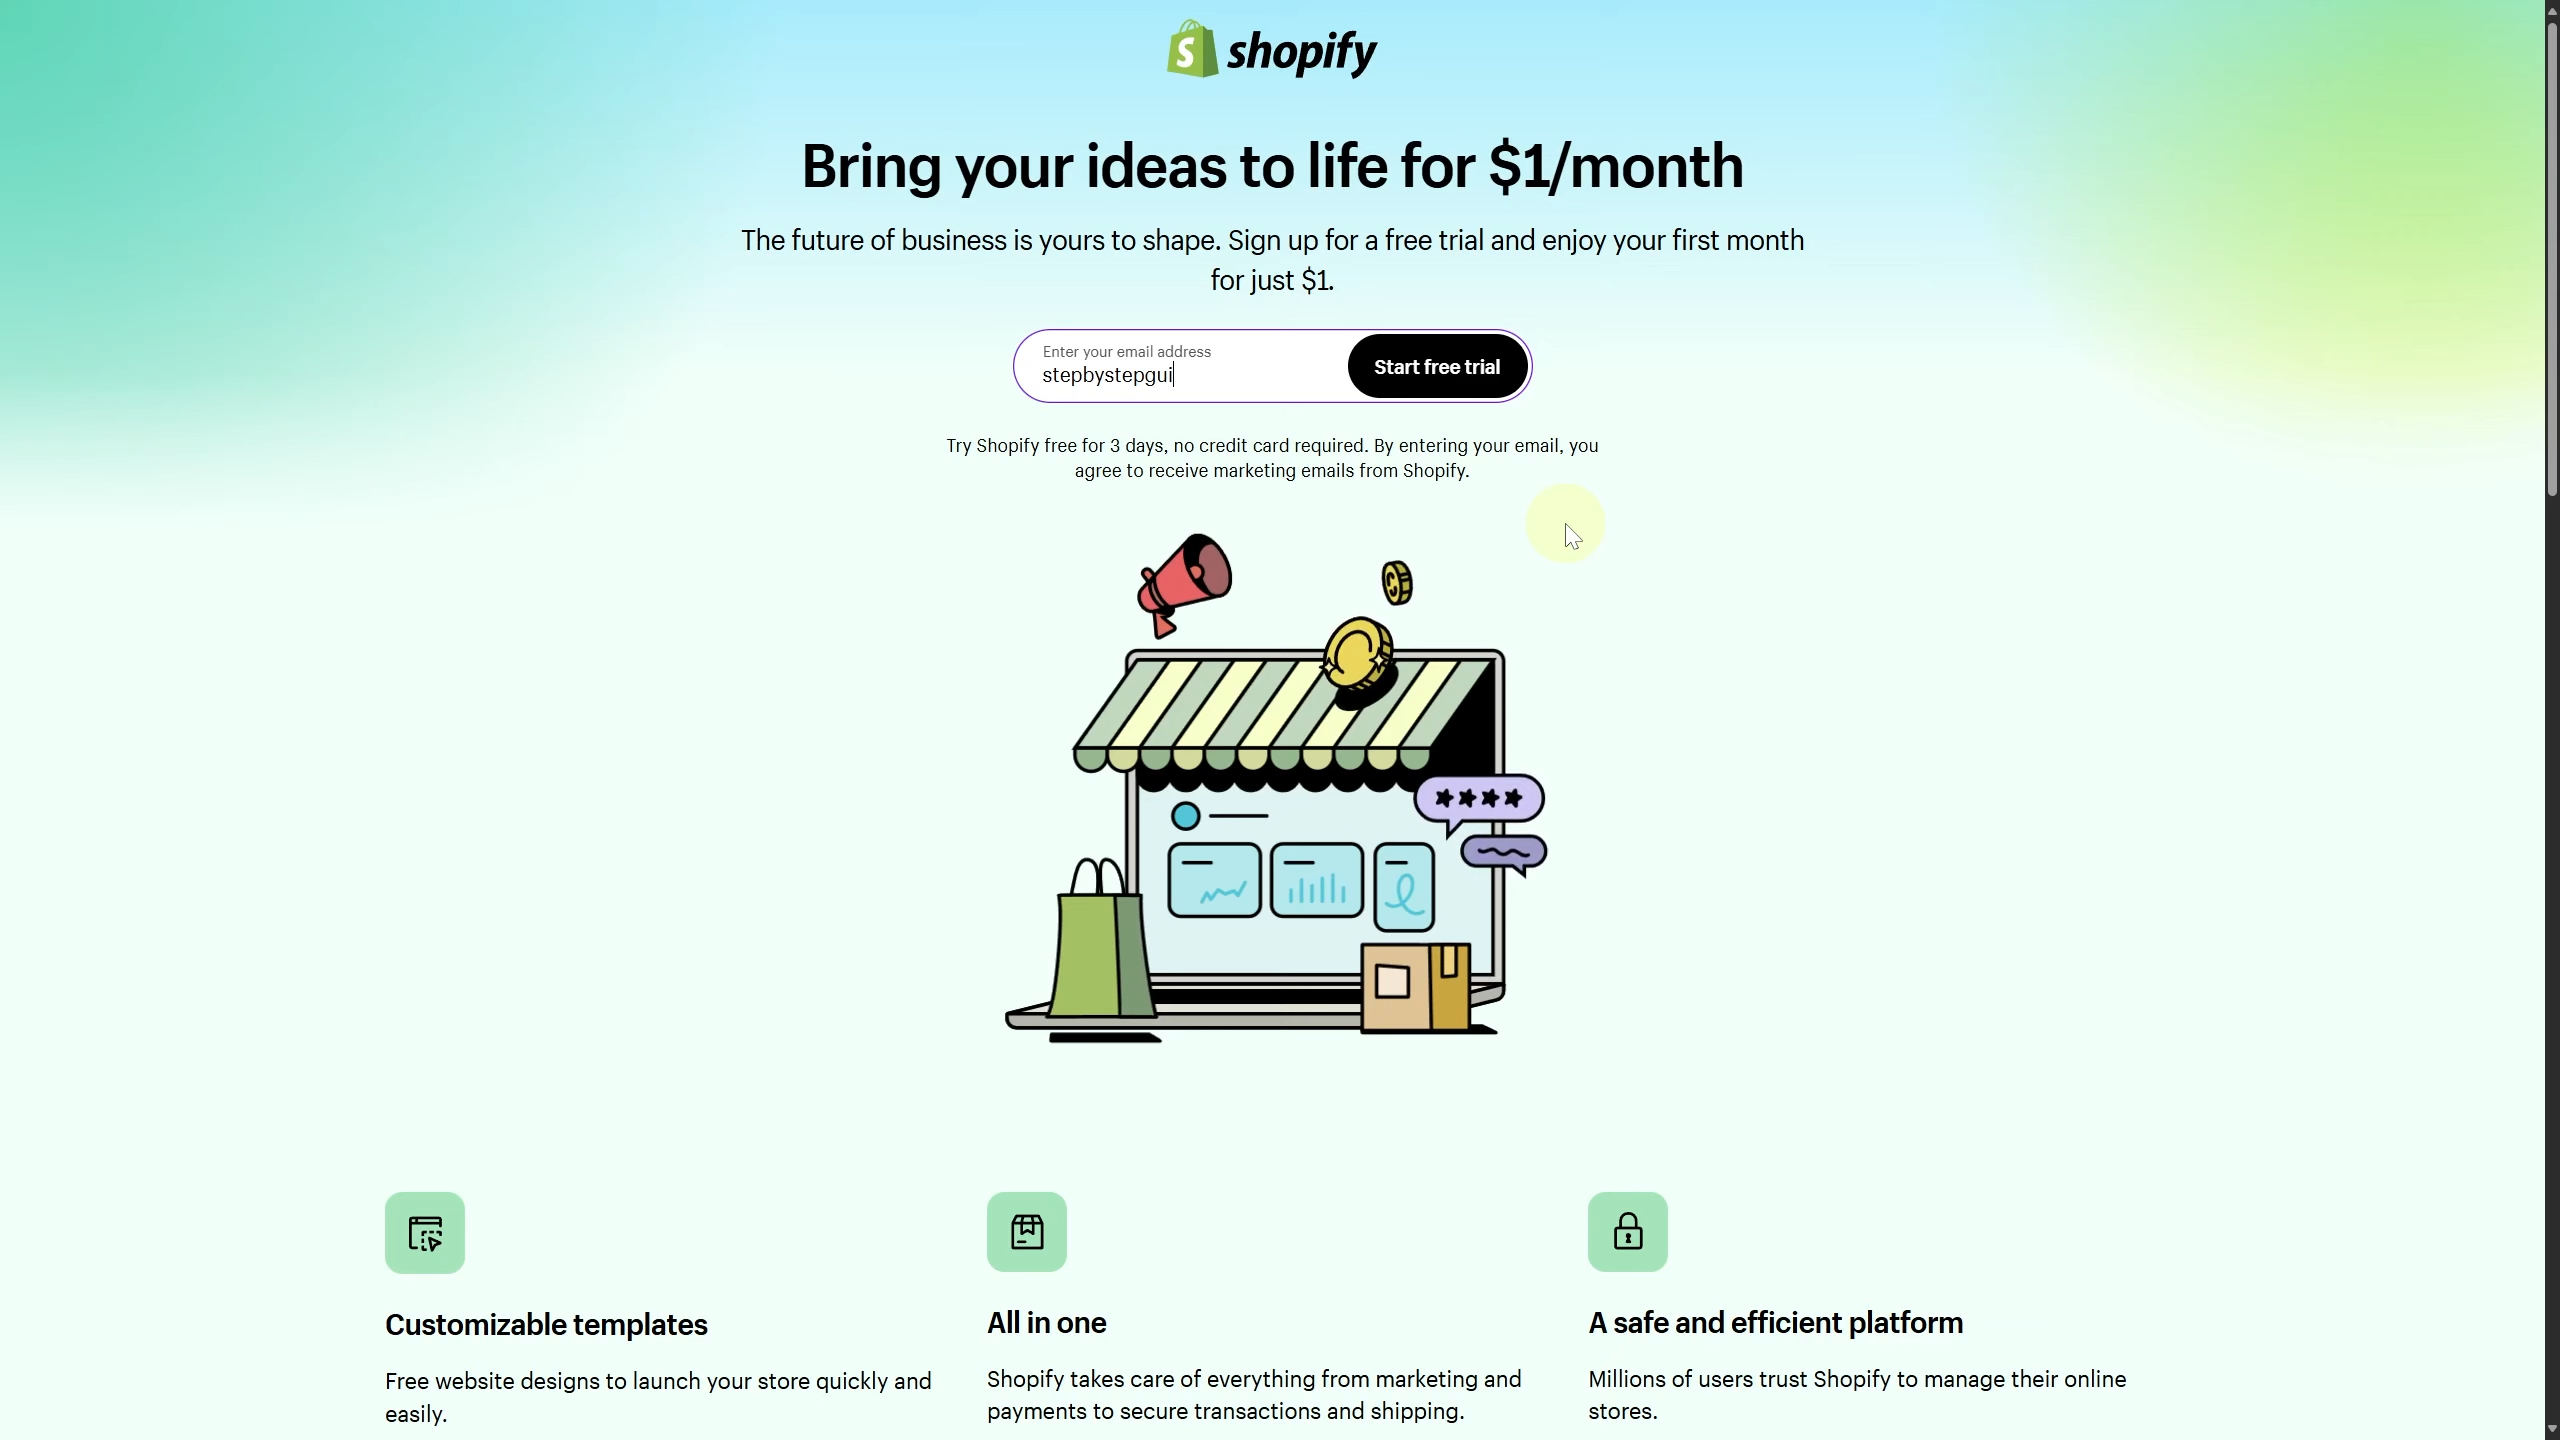 shopify
Bring your ideas to life for $1/month
The future of business is yours to shape. Sign up for a free trial and enjoy your first month
for just $1.
Enter your email address
stepbystepgui
Start free trial
Try Shopify free for 3 days, no credit card required. By entering your email, you
agree to receive marketing emails from Shopify.
Customizable templates
Free website designs to launch your store quickly and
easily.
All in one
Shopify takes care of everything from marketing and
payments to secure transactions and shipping.
A safe and efficient platform
Millions of users trust Shopify to manage their online
stores.